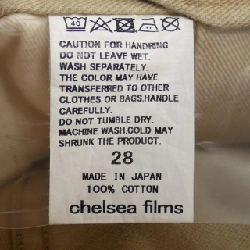 40
CAUTION FOR HANDRING
DO NOT LEAVE WET.
WASH SEPARATELY.
THE COLOR MAY HAVE
TRANSFERRED TO OTHER
CLOTHES OR BAGS.HANDLE
CAREFULLY.
DO NOT TUMBLE DRY.
MACHINE WASH.COLD MAY
SHRUNK THE PRODUCT.
28
MADE IN JAPAN
100% COTTON
chelsea films